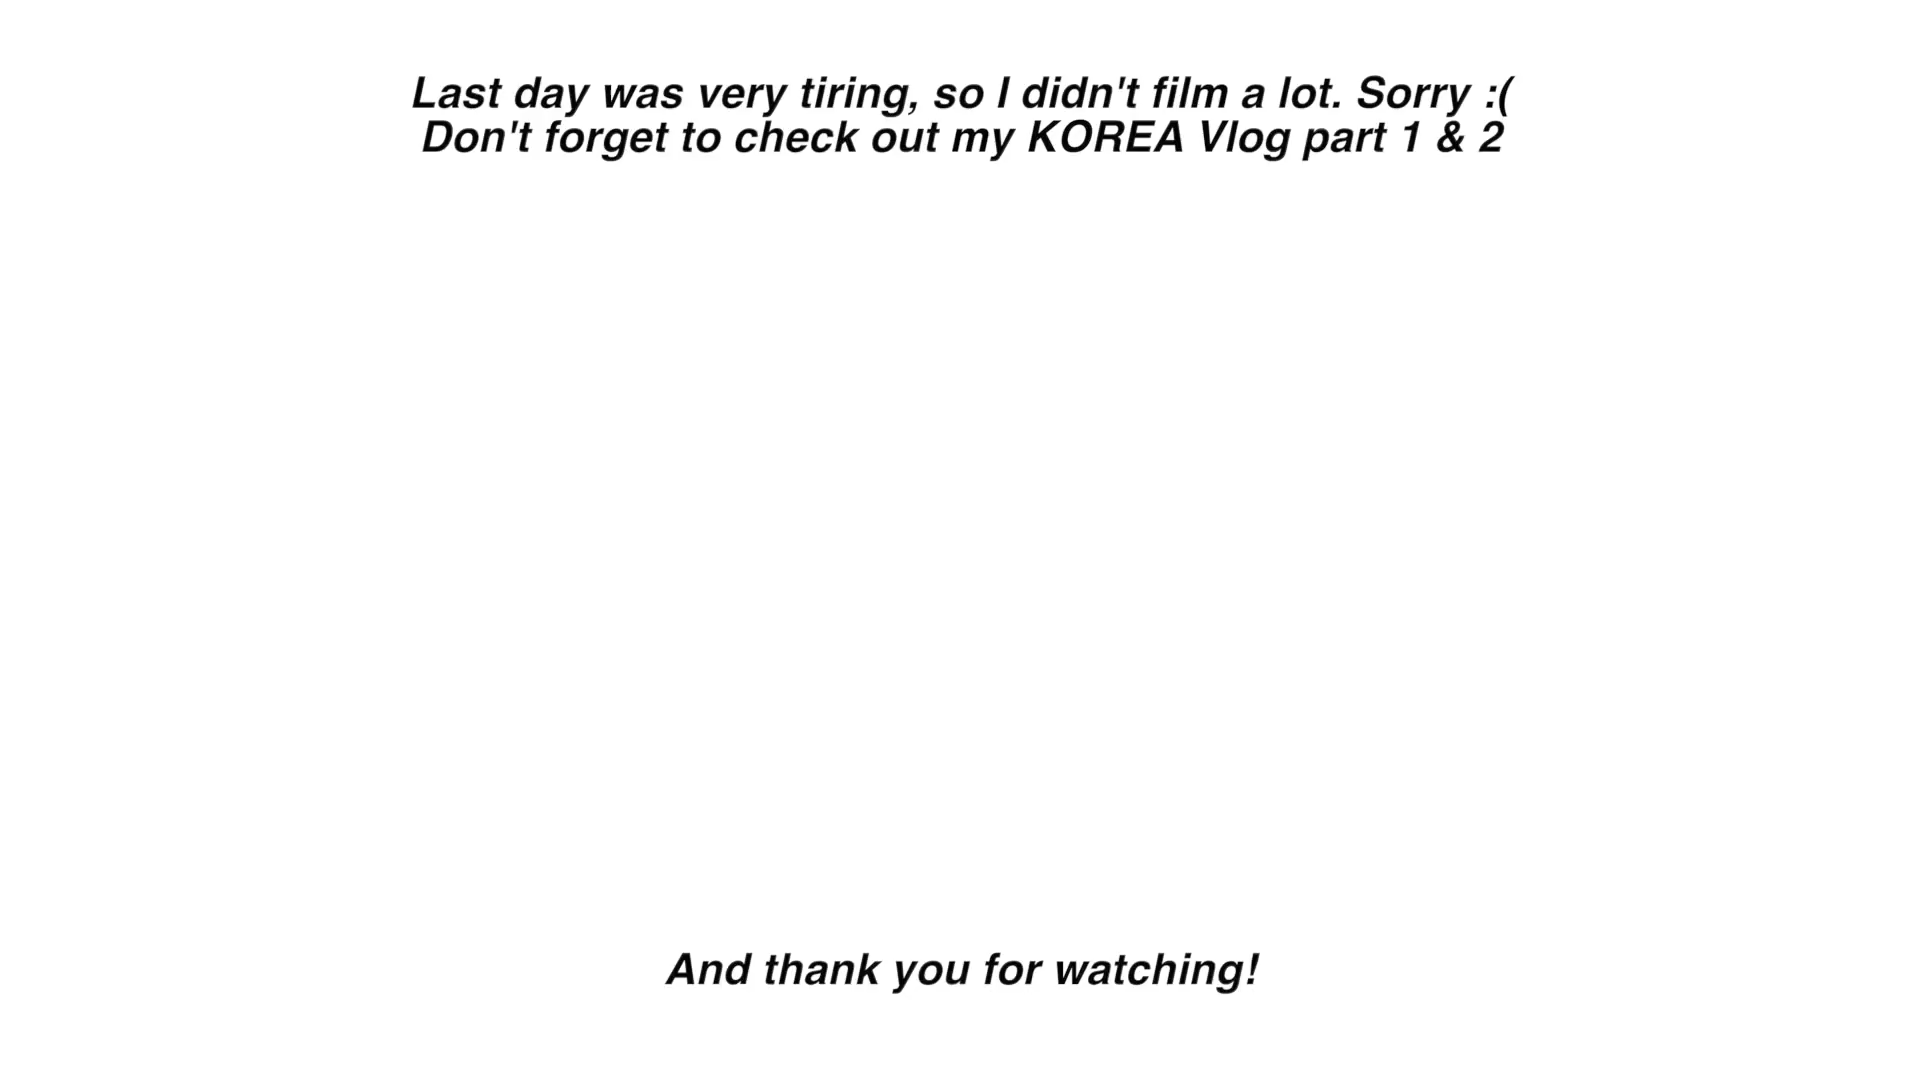 Last day was very tiring, so I didn't film a lot. Sorry :(
Don't forget to check out my KOREA Vlog part 1 & 2
And thank you for watching!